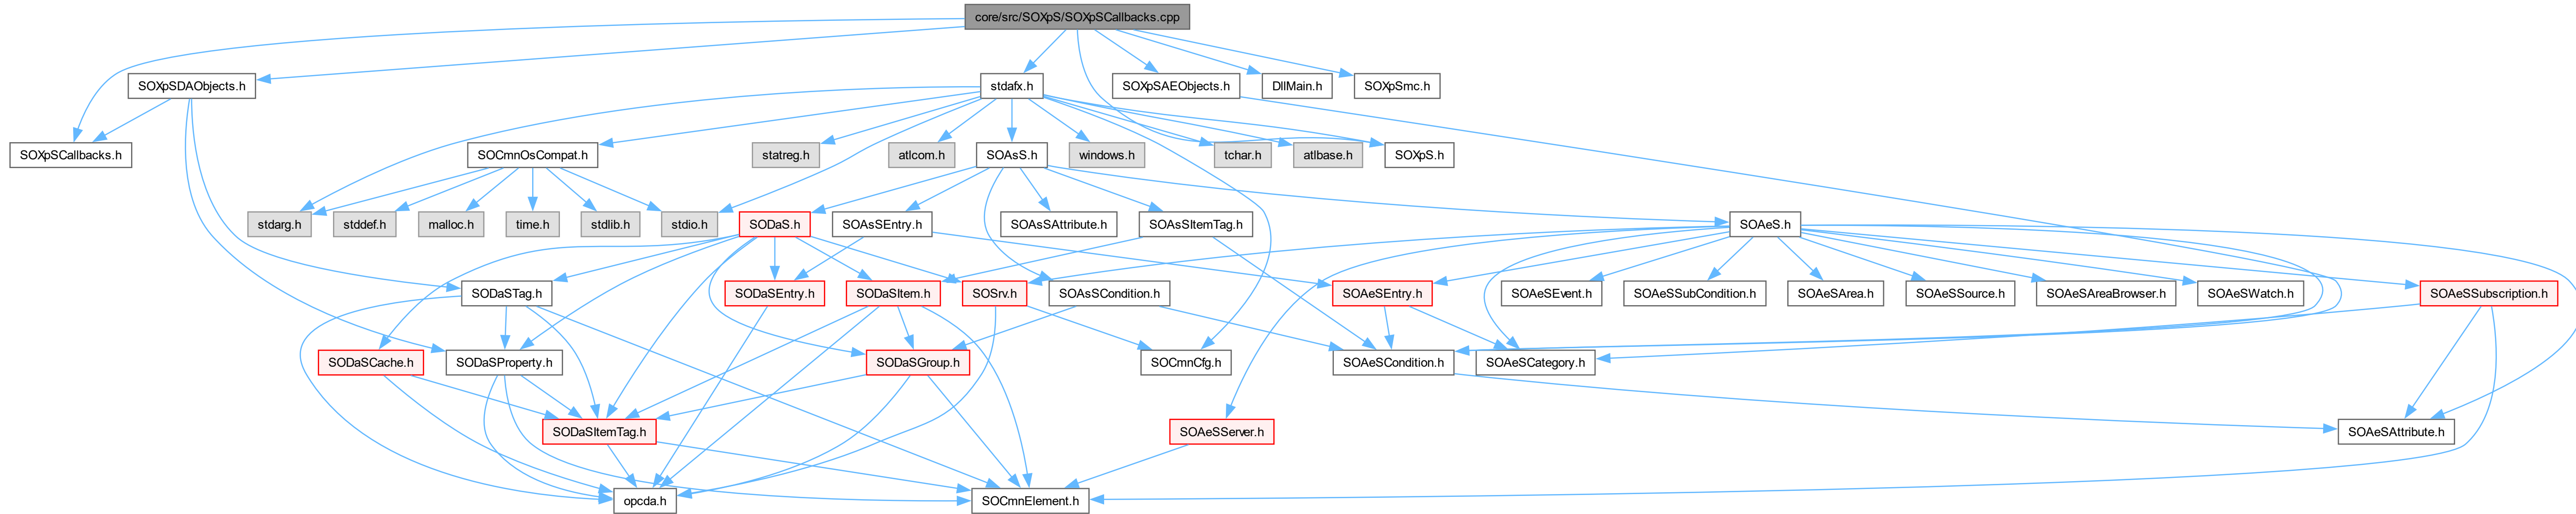 core/src/SOXpS/SOXpSCallbacks.cpp
SOXpSDAObjects.h
stdafx.h
SOXpSAEObjects.h
DllMain.h
SOXpSmc.h
SOXpSCallbacks.h
SOCmnOsCompat.h
statreg.h
atlcom.h
SOAsS.h
windows.h
tchar.h
atlbase.h
SOXpS.h
stdarg.h
stddef.h
malloc.h
time.h
stdlib.h
stdio.h
SODaS.h
SOAsSEntry.h
SOAsSAttribute.h
SOAsSItemTag.h
SOAeS.h
SODaSTag.h
SODaSEntry.h
SODaSItem.h
SOSrv.h
SOAsSCondition.h
SOAeSEntry.h
SOAeSEvent.h
SOAeSSubCondition.h
SOAeSArea.h
SOAeSSource.h
SOAeSAreaBrowser.h
SOAeSWatch.h
SOAeSSubscription.h
SODaSCache.h
SODaSProperty.h
SODaSGroup.h
SOCmnCfg.h
SOAeSCondition.h
SOAeSCategory.h
SODaSItemTag.h
SOAeSServer.h
SOAeSAttribute.h
opcda.h
SOCmnElement.h